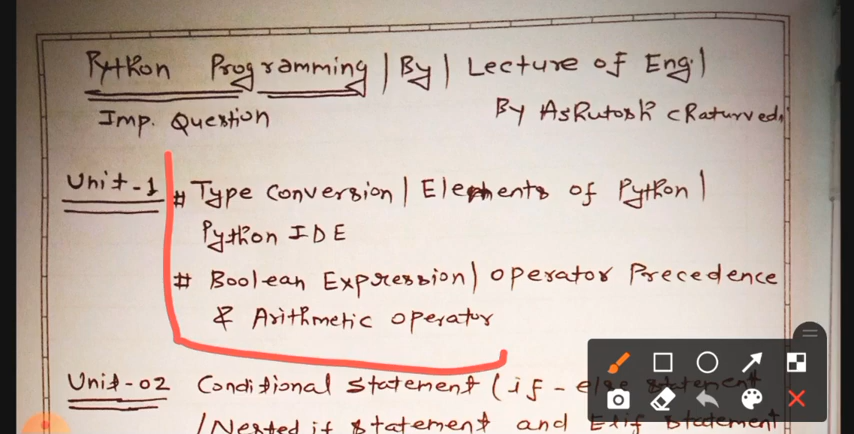 Python Programming | By | Lecture of Eng |
Imp. Question By Ashutosh Chaturvedi
Unit-1 # Type Conversion | Elements of Python |
Python IDE
# Boolean Expression | Operator Precedence
& Arithmetic Operator
Unit-02 Conditional Statement (if-else statement
/Nested if statement and Elif Statement